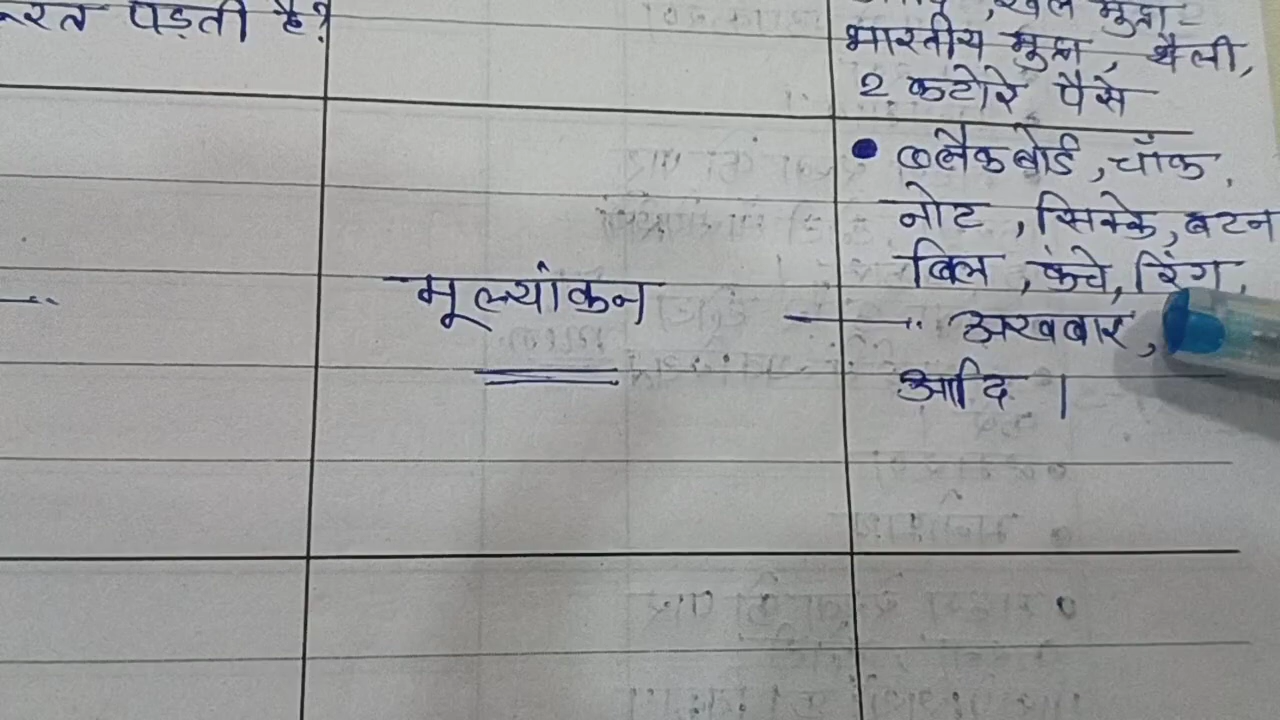 पड़ती है?
खेल मुद्रा-
भारतीय मुद्रा, थैली,
2 कटोरे पैसे
ब्लैकबोर्ड, चॉक,
नोट, सिक्के, बटन
बिल, कंचे, रिंग,
मूल्यांकन
अखबार,
आदि ।